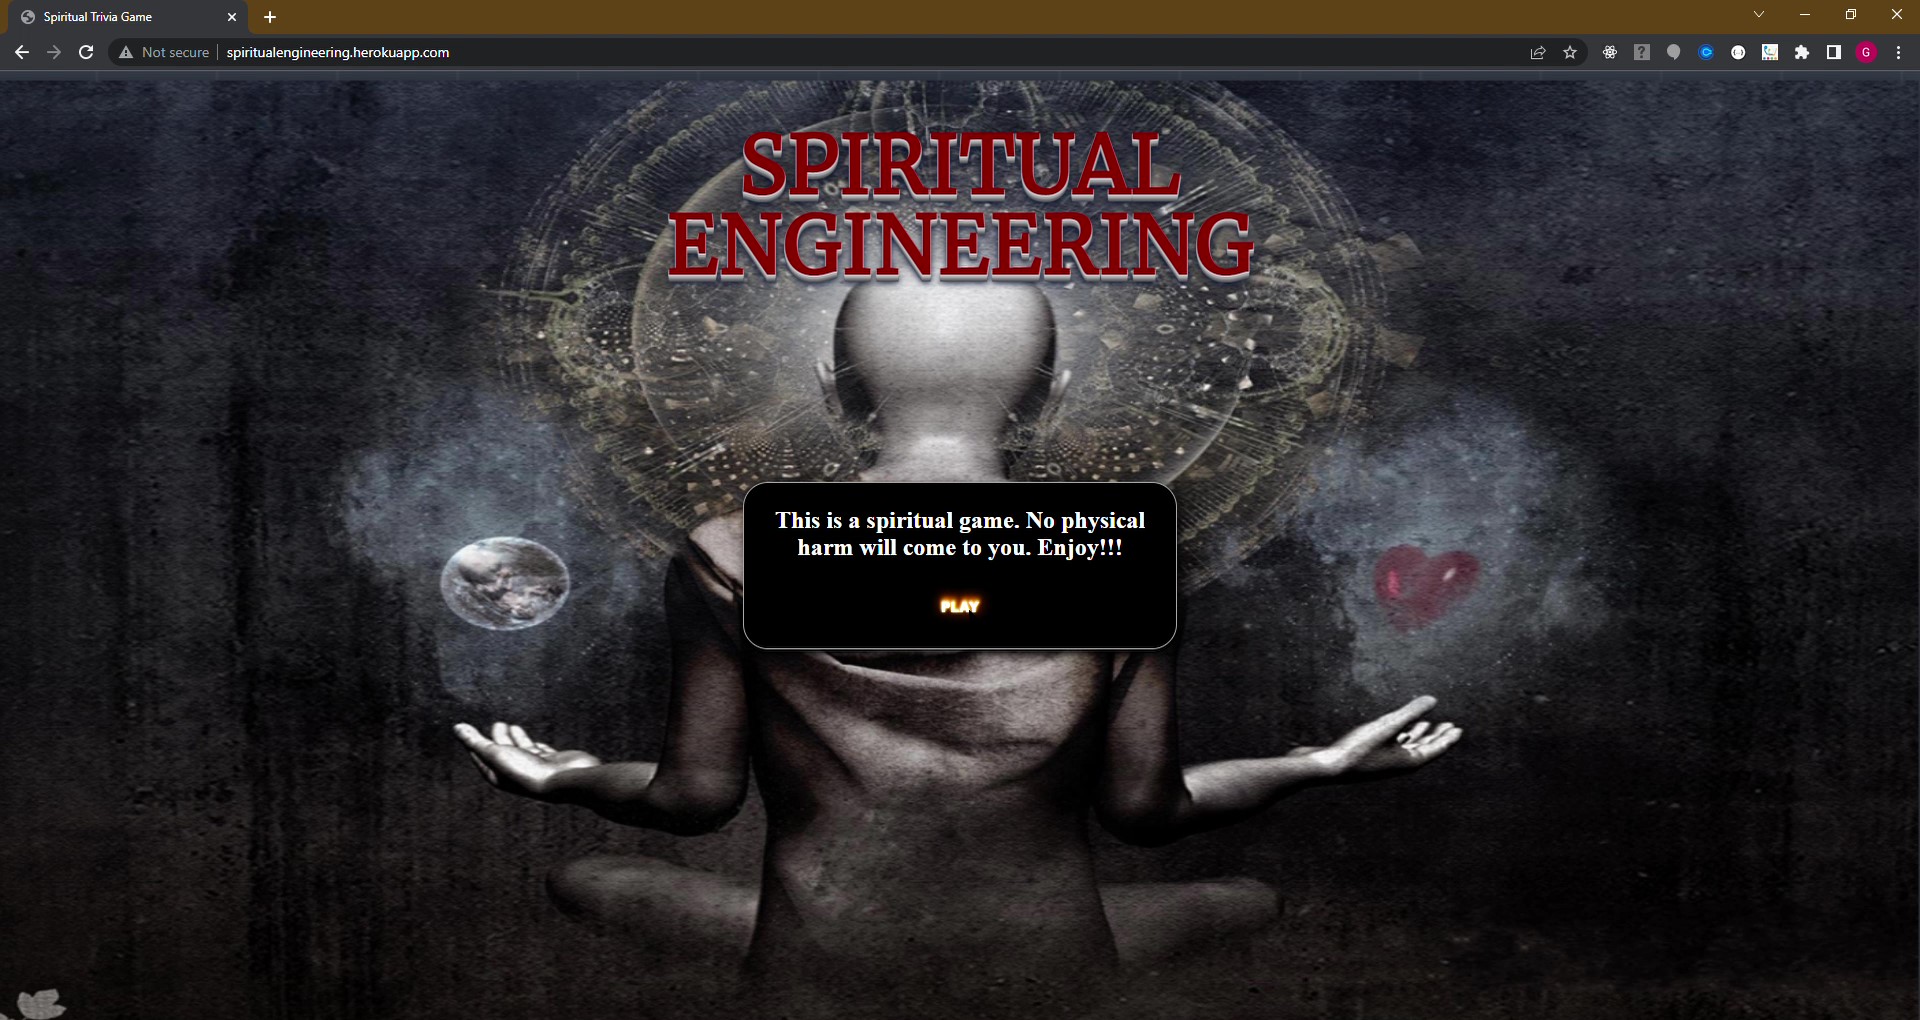 Spiritual Trivia Game
Not secure
spiritualengineering.herokuapp.com
G
SPIRITUAL
ENGINEERING
This is a spiritual game. No physical
harm will come to you. Enjoy!!!
PLAY